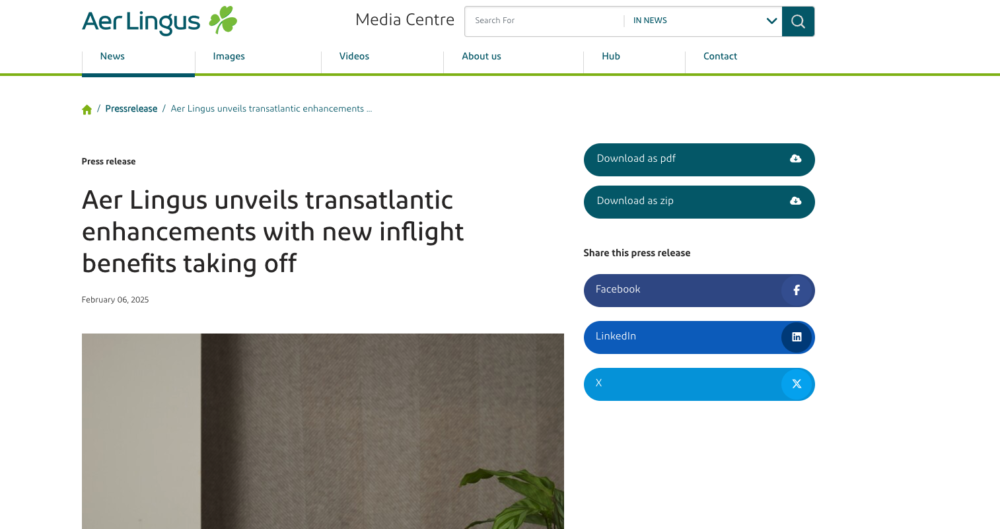 Aer Lingus
Media Centre
Search For
IN NEWS
News
Images
Videos
About us
Hub
Contact
/ Pressrelease / Aer Lingus unveils transatlantic enhancements ...
Press release
Aer Lingus unveils transatlantic
enhancements with new inflight
benefits taking off
February 06, 2025
Download as pdf
Download as zip
Share this press release
Facebook
LinkedIn
X